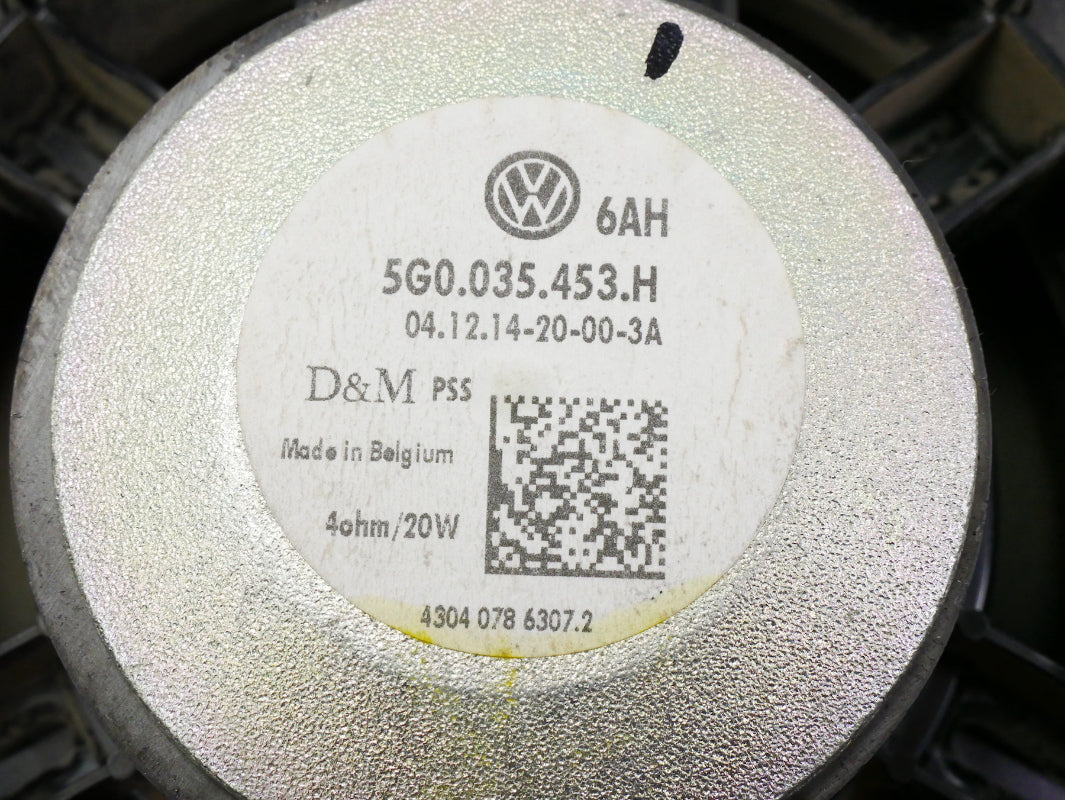 6AH
5G0.035.453.H
04.12.14-20-00-3A
D&M PSS
Made in Belgium
4ohm/20W
4304 078 6307.2